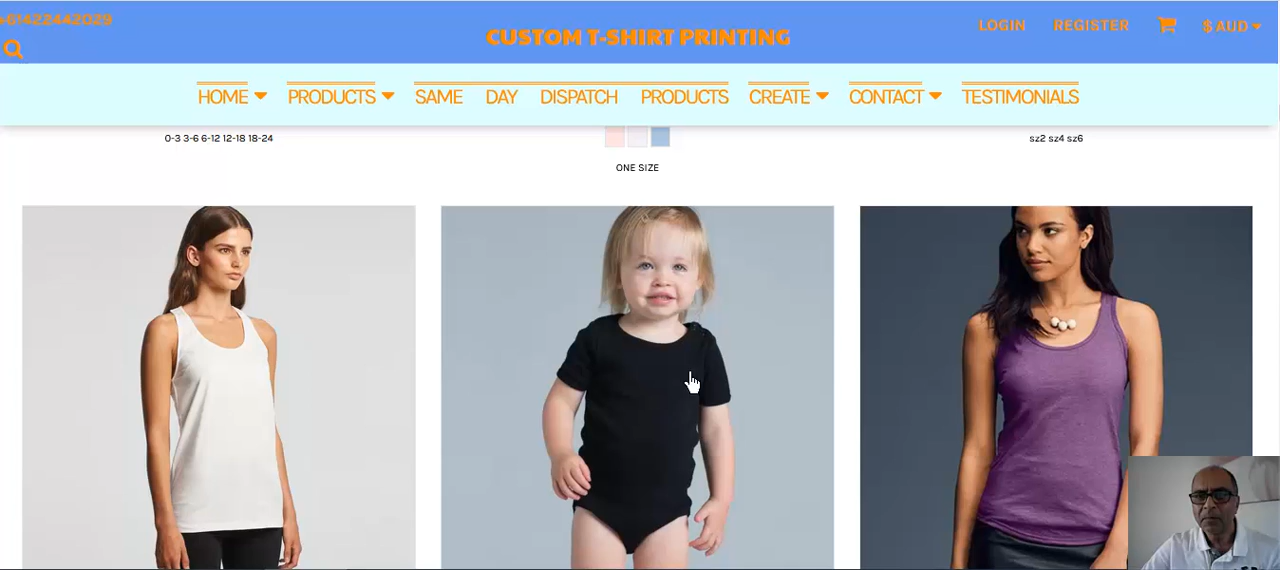 +61422442029
CUSTOM T-SHIRT PRINTING
LOGIN REGISTER $ AUD
HOME PRODUCTS SAME DAY DISPATCH PRODUCTS CREATE CONTACT TESTIMONIALS
0-3 3-6 6-12 12-18 18-24
sz2 sz4 sz6
ONE SIZE